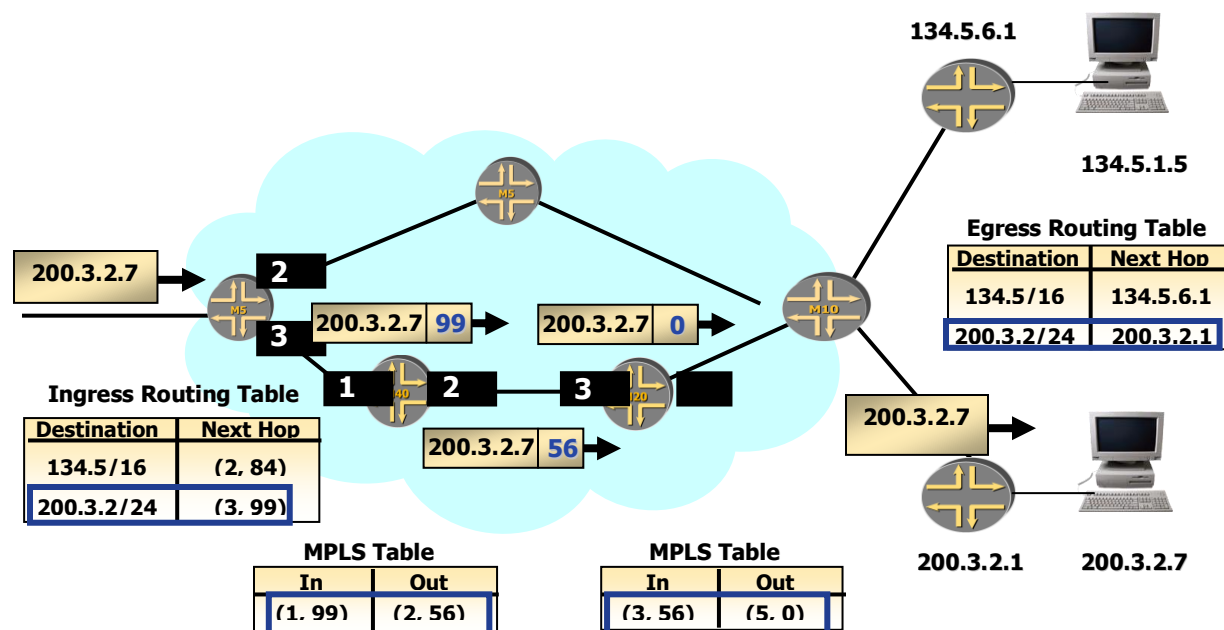 134.5.6.1
134.5.1.5
M5
200.3.2.7
2
M5
3
200.3.2.7 99
200.3.2.7 0
M10
Egress Routing Table
Destination Next Hop
134.5/16 134.5.6.1
200.3.2/24 200.3.2.1
1
40
2
3
200.3.2.7 56
200.3.2.7
Ingress Routing Table
Destination Next Hop
134.5/16 (2, 84)
200.3.2/24 (3, 99)
200.3.2.1
200.3.2.7
MPLS Table
In Out
(1, 99) (2, 56)
MPLS Table
In Out
(3, 56) (5, 0)